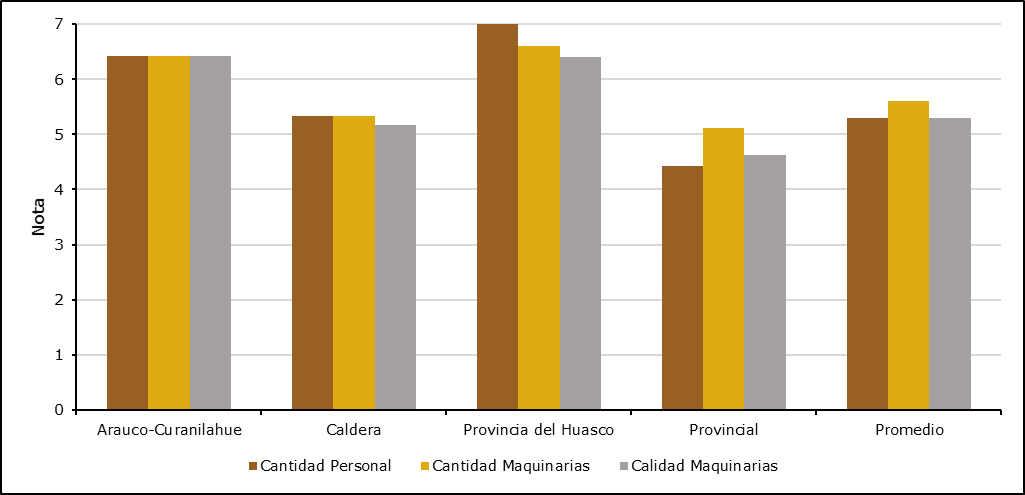 7
6
5
4
3
2
1
0
Nota
Arauco-Curanilahue Caldera Provincia del Huasco Provincial Promedio
Cantidad Personal Cantidad Maquinarias Calidad Maquinarias